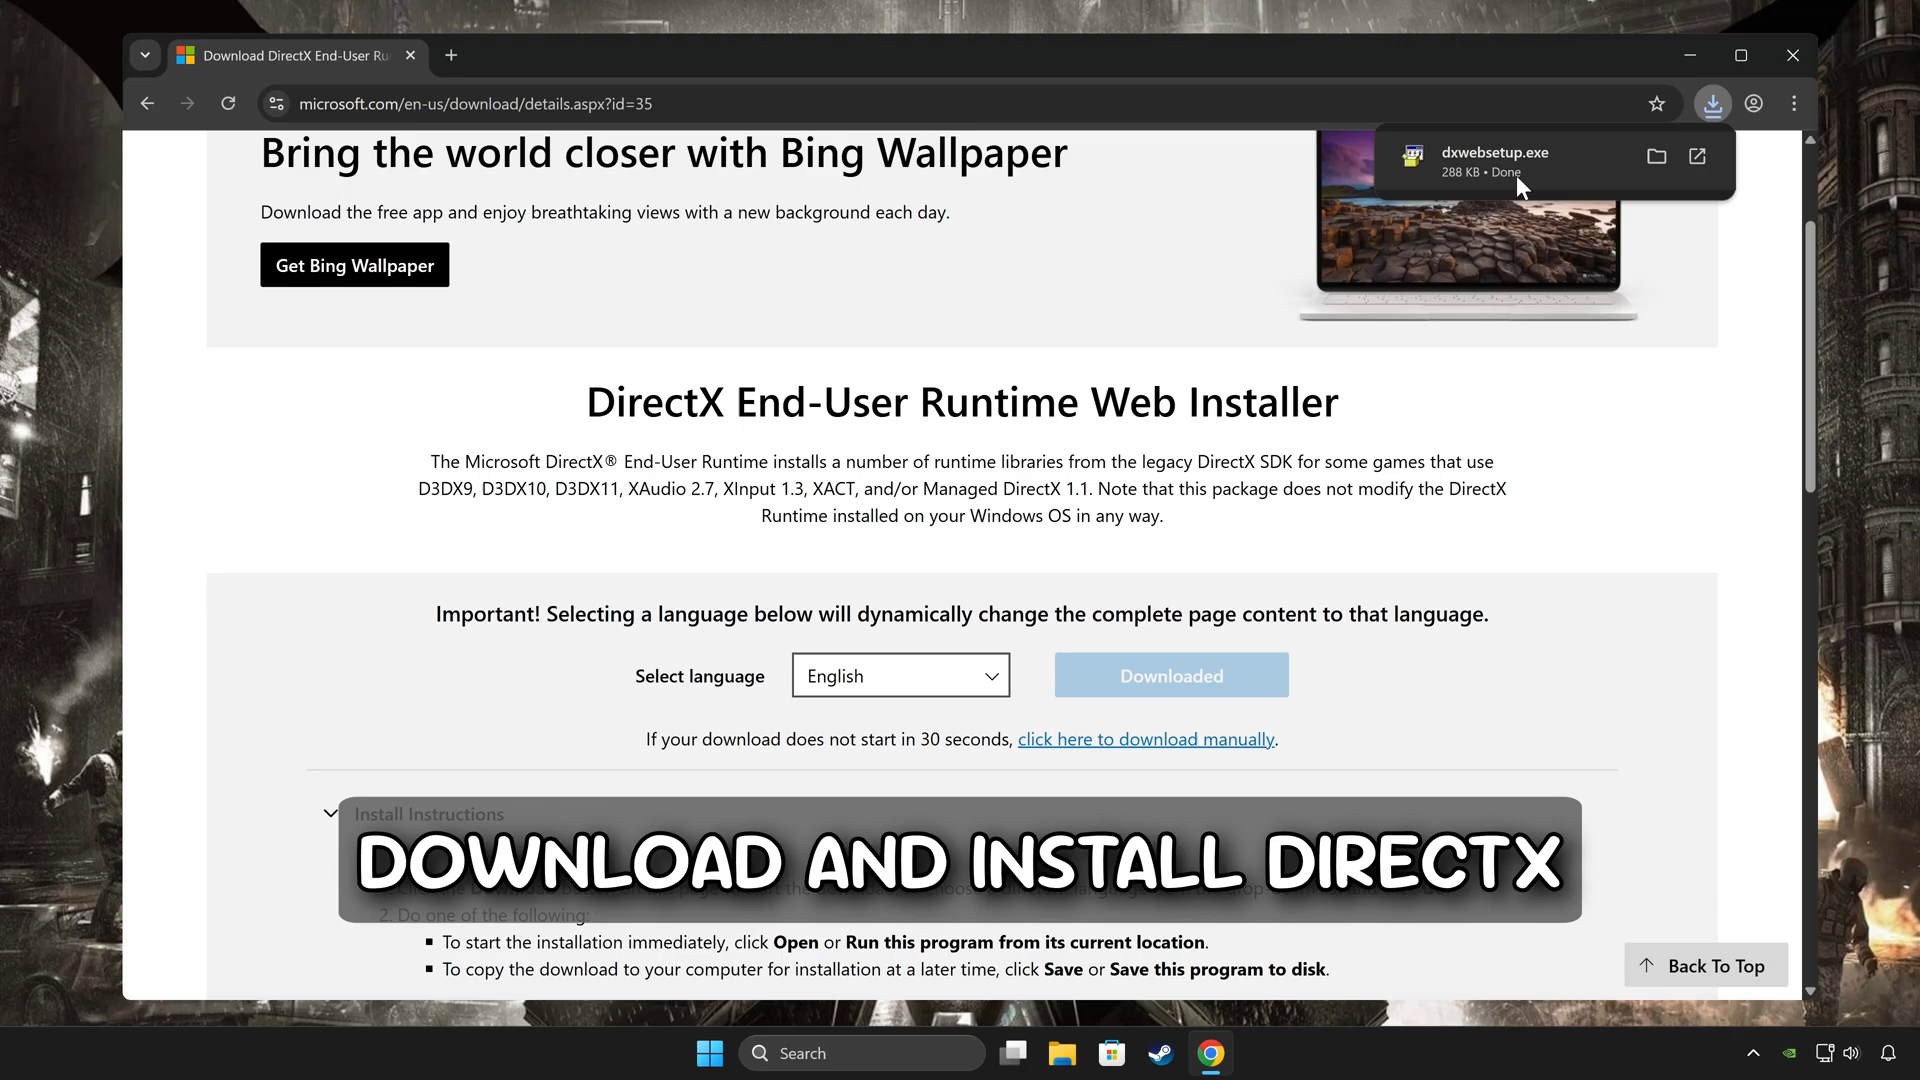 Download DirectX End-User Ru
microsoft.com/en-us/download/details.aspx?id=35
dxwebsetup.exe
288 KB • Done
Bring the world closer with Bing Wallpaper
Download the free app and enjoy breathtaking views with a new background each day.
Get Bing Wallpaper
DirectX End-User Runtime Web Installer
The Microsoft DirectX® End-User Runtime installs a number of runtime libraries from the legacy DirectX SDK for some games that use
D3DX9, D3DX10, D3DX11, XAudio 2.7, XInput 1.3, XACT, and/or Managed DirectX 1.1. Note that this package does not modify the DirectX
Runtime installed on your Windows OS in any way.
Important! Selecting a language below will dynamically change the complete page content to that language.
Select language
English
Downloaded
If your download does not start in 30 seconds, click here to download manually.
Install Instructions
DOWNLOAD AND INSTALL DIRECTX
2. Do one of the following:
To start the installation immediately, click Open or Run this program from its current location.
To copy the download to your computer for installation at a later time, click Save or Save this program to disk.
Back To Top
Search